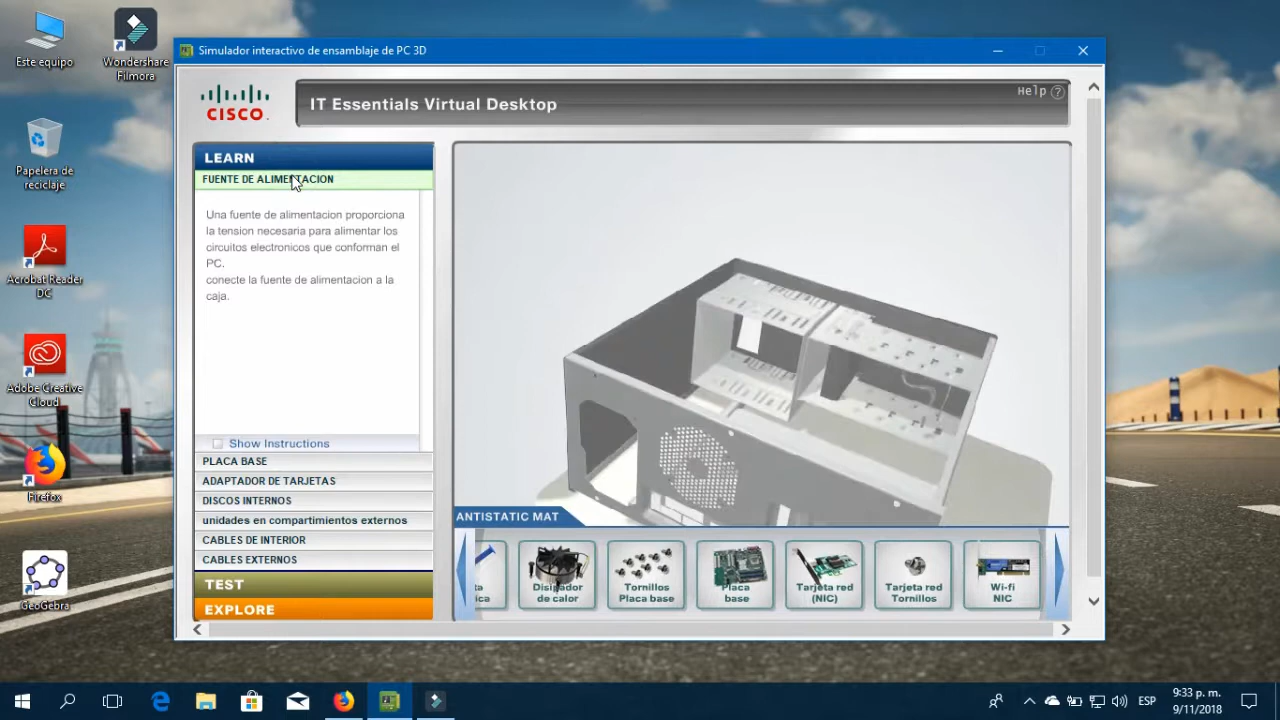 Este equipo
Wondershare
Filmora
Papelera de
reciclaje
Acrobat Reader
DC
Adobe Creative
Cloud
Firefox
GeoGebra
Simulador interactivo de ensamblaje de PC 3D
CISCO
IT Essentials Virtual Desktop
Help ?
LEARN
FUENTE DE ALIMENTACION
Una fuente de alimentacion proporciona
la tension necesaria para alimentar los
circuitos electronicos que conforman el
PC.
conecte la fuente de alimentacion a la
caja.
Show Instructions
PLACA BASE
ADAPTADOR DE TARJETAS
DISCOS INTERNOS
unidades en compartimientos externos
CABLES DE INTERIOR
CABLES EXTERNOS
TEST
EXPLORE
ANTISTATIC MAT
Disipador
de calor
Tornillos
Placa base
Placa
base
Tarjeta red
(NIC)
Tarjeta red
Tornillos
Wi-fi
NIC
ESP
9:33 p. m.
9/11/2018